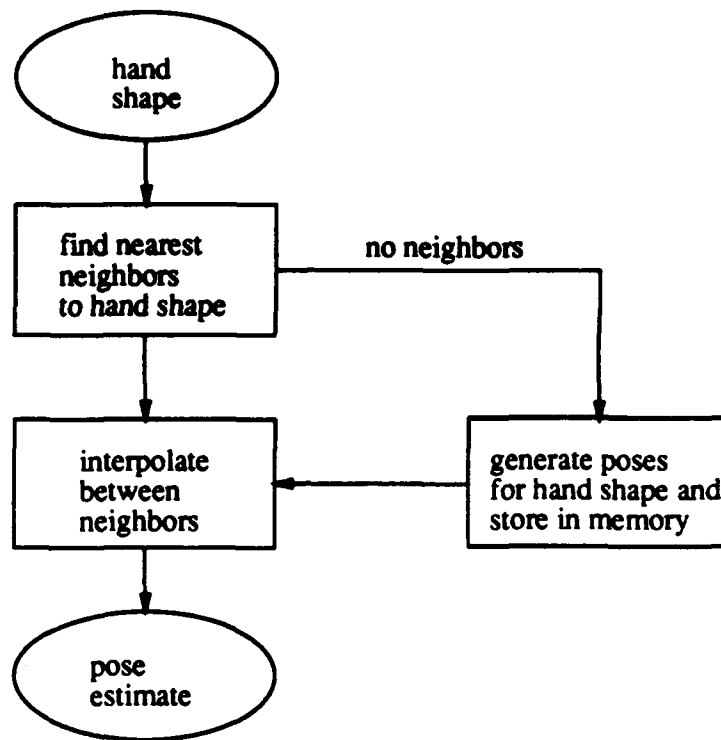 hand
shape
find nearest
neighbors
to hand shape
no neighbors
interpolate
between
neighbors
generate poses
for hand shape and
store in memory
pose
estimate